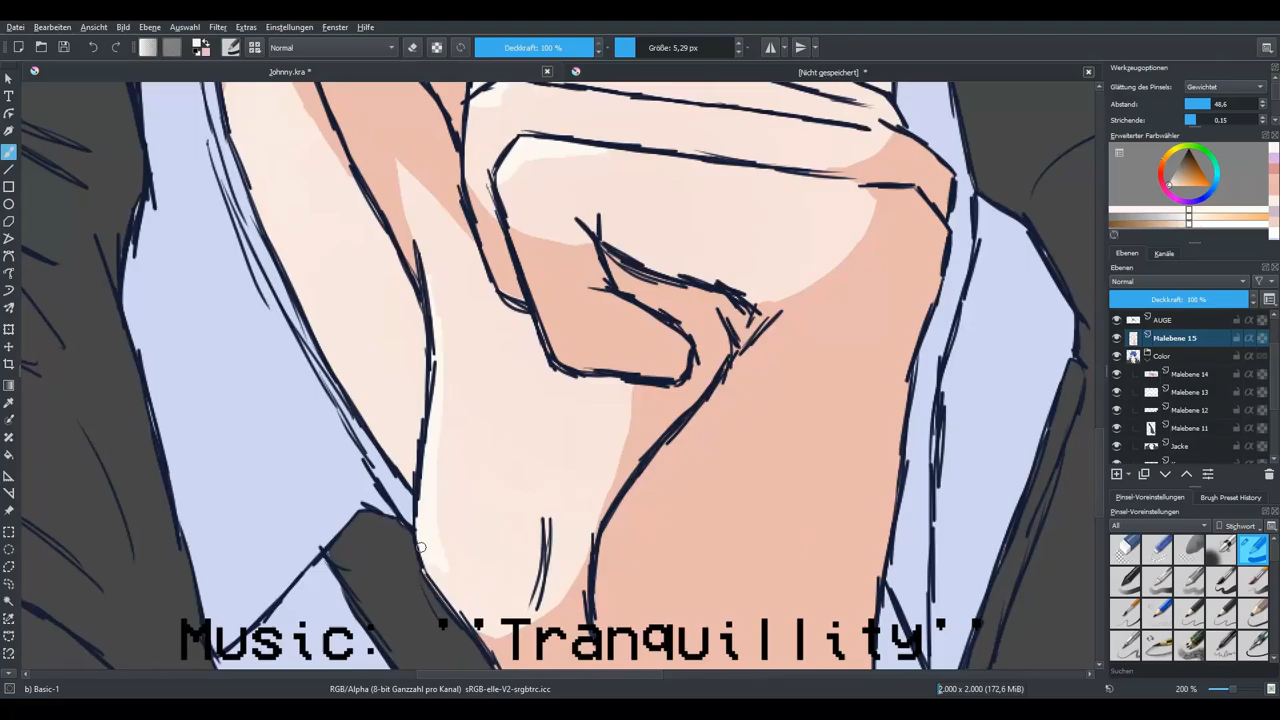 Datei Bearbeiten Ansicht Bild Ebene Auswahl Filter Extras Einstellungen Fenster Hilfe
Normal Deckkraft: 100 % Größe: 5,29 px
Johnny.kra * [Nicht gespeichert] *
Werkzeugoptionen
Glättung des Pinsels: Gewichtet
Abstand: 48,6
Strichende: 0,15
Erweiterter Farbwähler
Ebenen Kanäle
Ebenen
Normal
Deckkraft: 100 %
AUGE
Malebene 15
Color
Malebene 14
Malebene 13
Malebene 12
Malebene 11
Jacke
Pinsel-Voreinstellungen Brugh Preset History
Pinsel-Voreinstellungen
All Stichwort
Music: ''Tranquillity''
Suchen
b) Basic-1 RGB/Alpha (8-bit Ganzzahl pro Kanal) sRGB-elle-V2-srgbtrc.icc 2.000 x 2.000 (172,6 MiB) 200 %